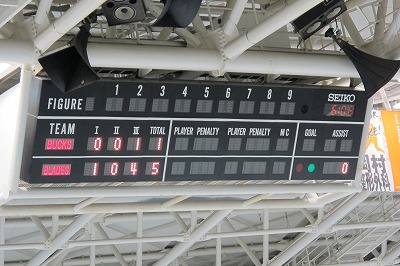 1 2 3 4 5 6 7 8 9 SEIKO
FIGURE
TEAM I II III TOTAL PLAYER PENALTY PLAYER PENALTY M C GOAL ASSIST
BUCKS 0 0 1 1
BLADES 1 0 4 5 0